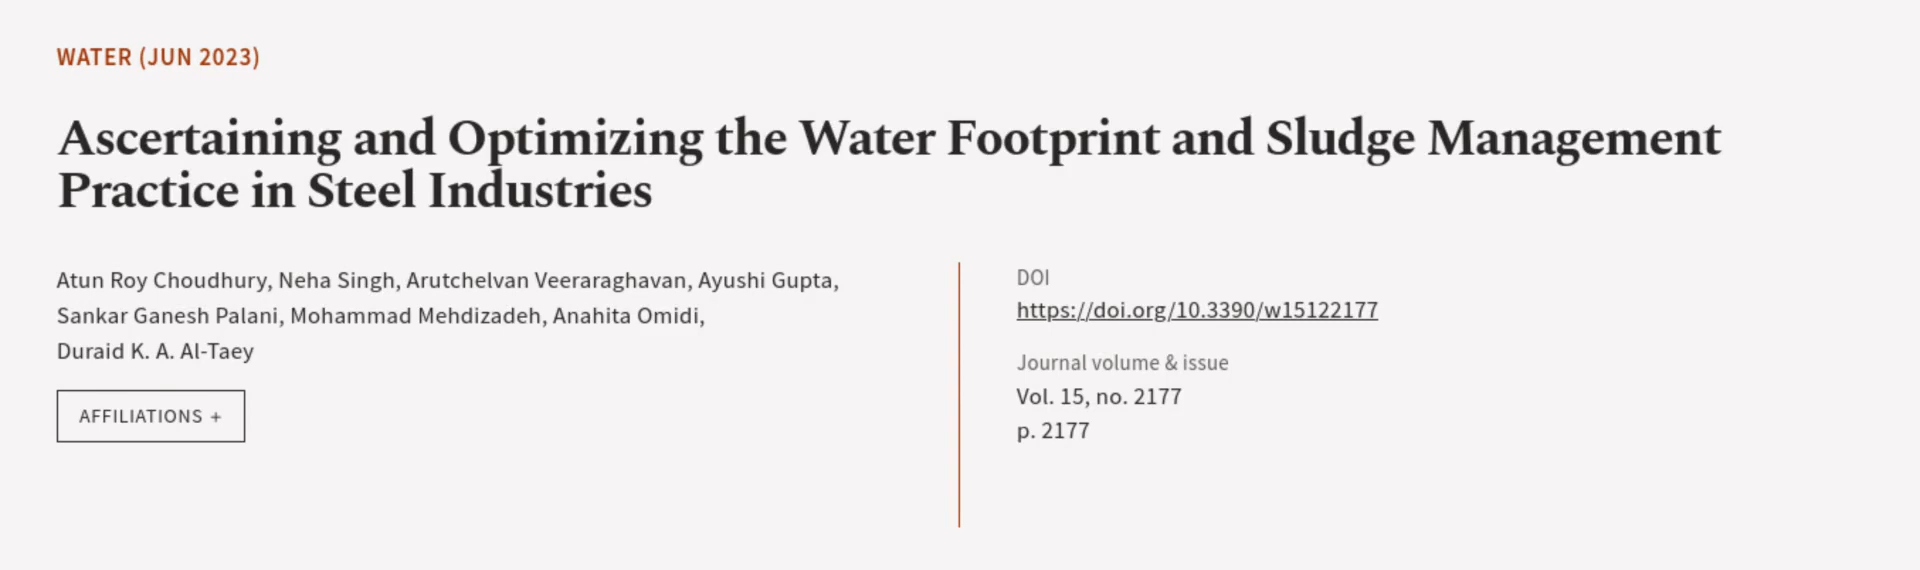 WATER (JUN 2023)
Ascertaining and Optimizing the Water Footprint and Sludge Management
Practice in Steel Industries
Atun Roy Choudhury, Neha Singh, Arutchelvan Veeraraghavan, Ayushi Gupta,
Sankar Ganesh Palani, Mohammad Mehdizadeh, Anahita Omidi,
Duraid K. A. Al-Taey
AFFILIATIONS +
DOI
https://doi.org/10.3390/w15122177
Journal volume & issue
Vol. 15, no. 2177
p. 2177